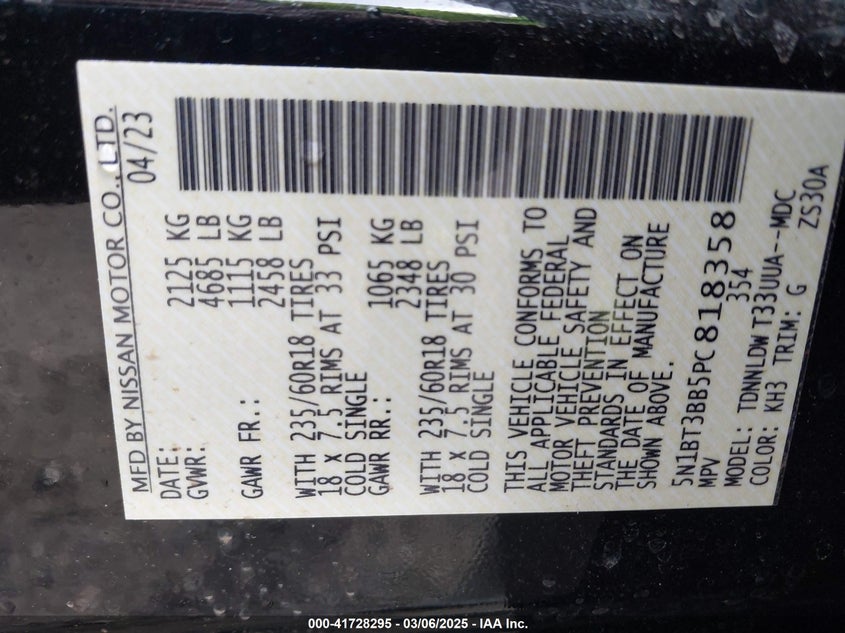 MFD BY NISSAN MOTOR CO., LTD.
DATE: 04/23
GVWR: 2125 KG
4685 LB
GAWR FR.: 1115 KG
2458 LB
WITH 235/60R18 TIRES
18 X 7.5 RIMS AT 33 PSI
COLD SINGLE
GAWR RR.: 1065 KG
2348 LB
WITH 235/60R18 TIRES
18 X 7.5 RIMS AT 30 PSI
COLD SINGLE
THIS VEHICLE CONFORMS TO
ALL APPLICABLE FEDERAL
MOTOR VEHICLE SAFETY AND
THEFT PREVENTION
STANDARDS IN EFFECT ON
THE DATE OF MANUFACTURE
SHOWN ABOVE.
5N1BT3BB5PC818358
MPV 354
MODEL: TDNNLDW T33UUA--MDC
COLOR: KH3 TRIM: G ZS30A
000-41728295 - 03/06/2025 - IAA Inc.